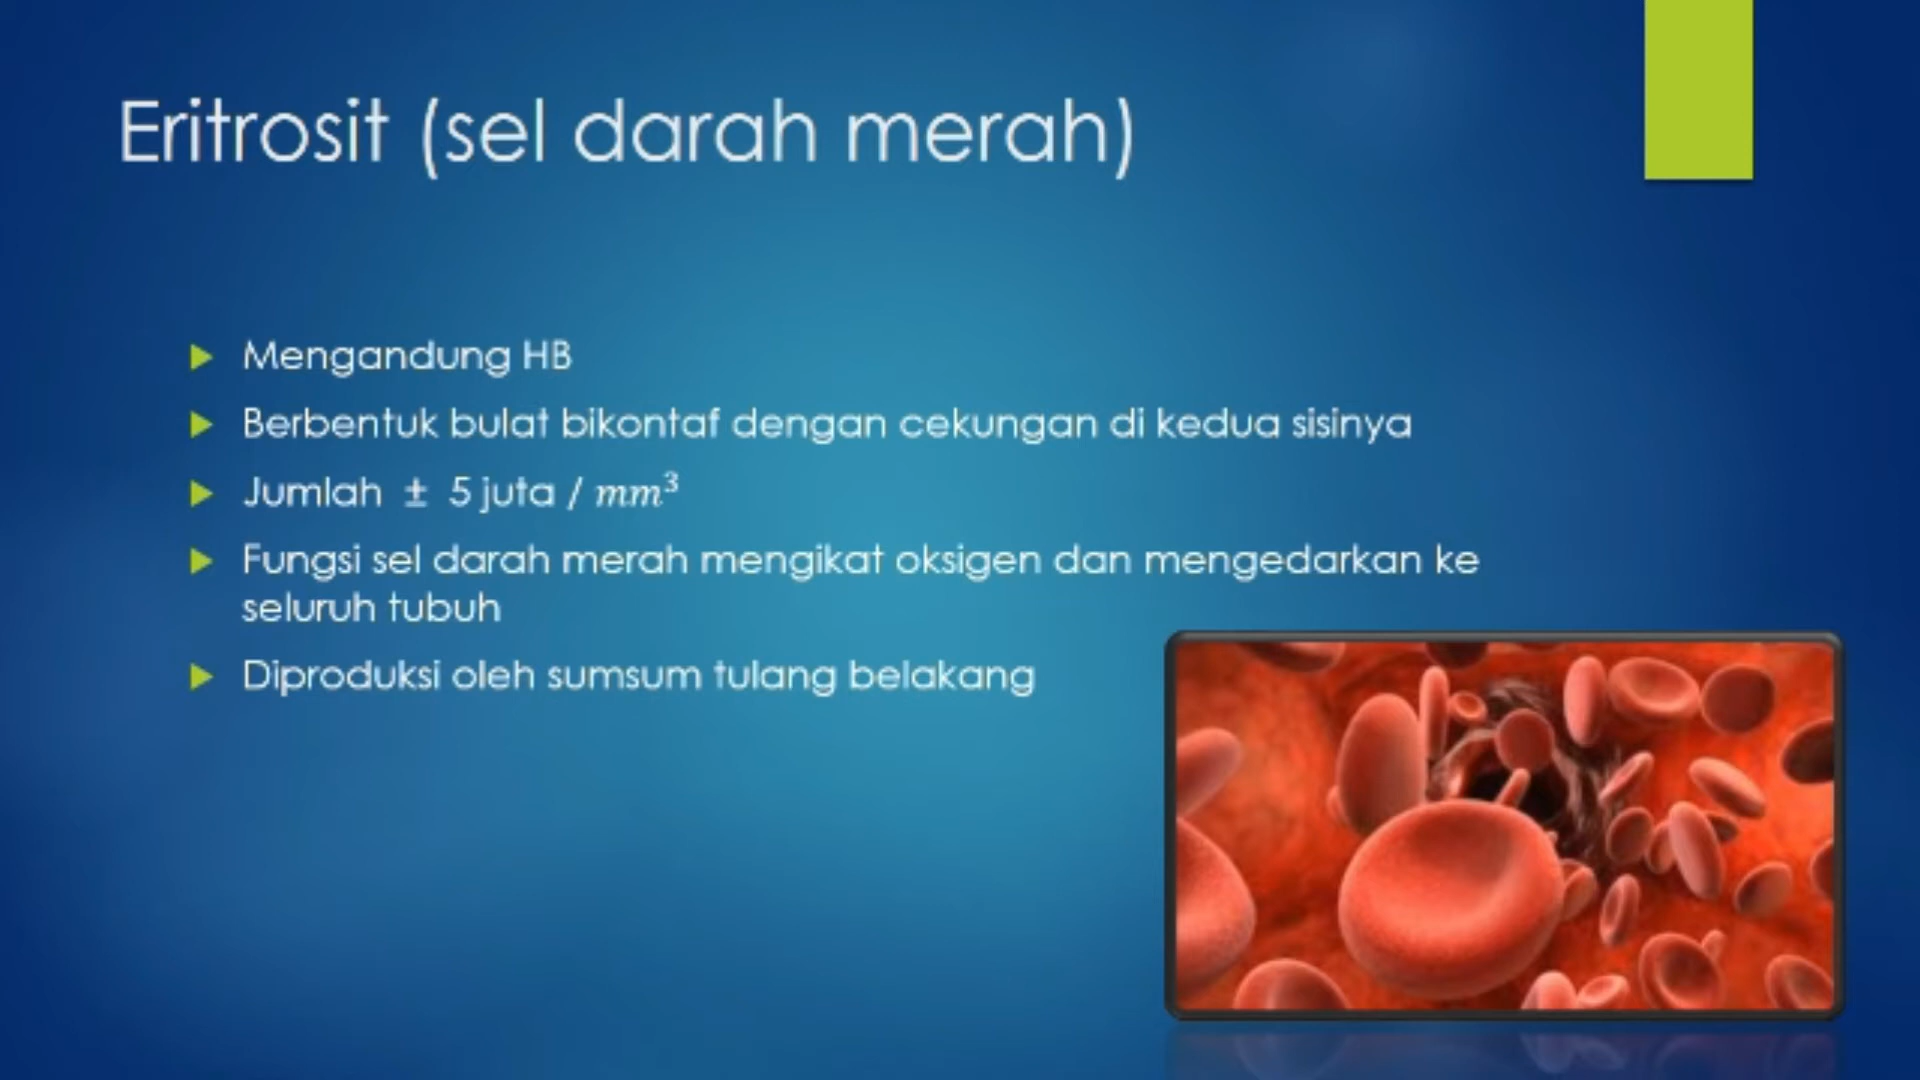 Eritrosit (sel darah merah)
Mengandung HB
Berbentuk bulat bikontaf dengan cekungan di kedua sisinya
Jumlah ± 5 juta / mm³
Fungsi sel darah merah mengikat oksigen dan mengedarkan ke
seluruh tubuh
Diproduksi oleh sumsum tulang belakang